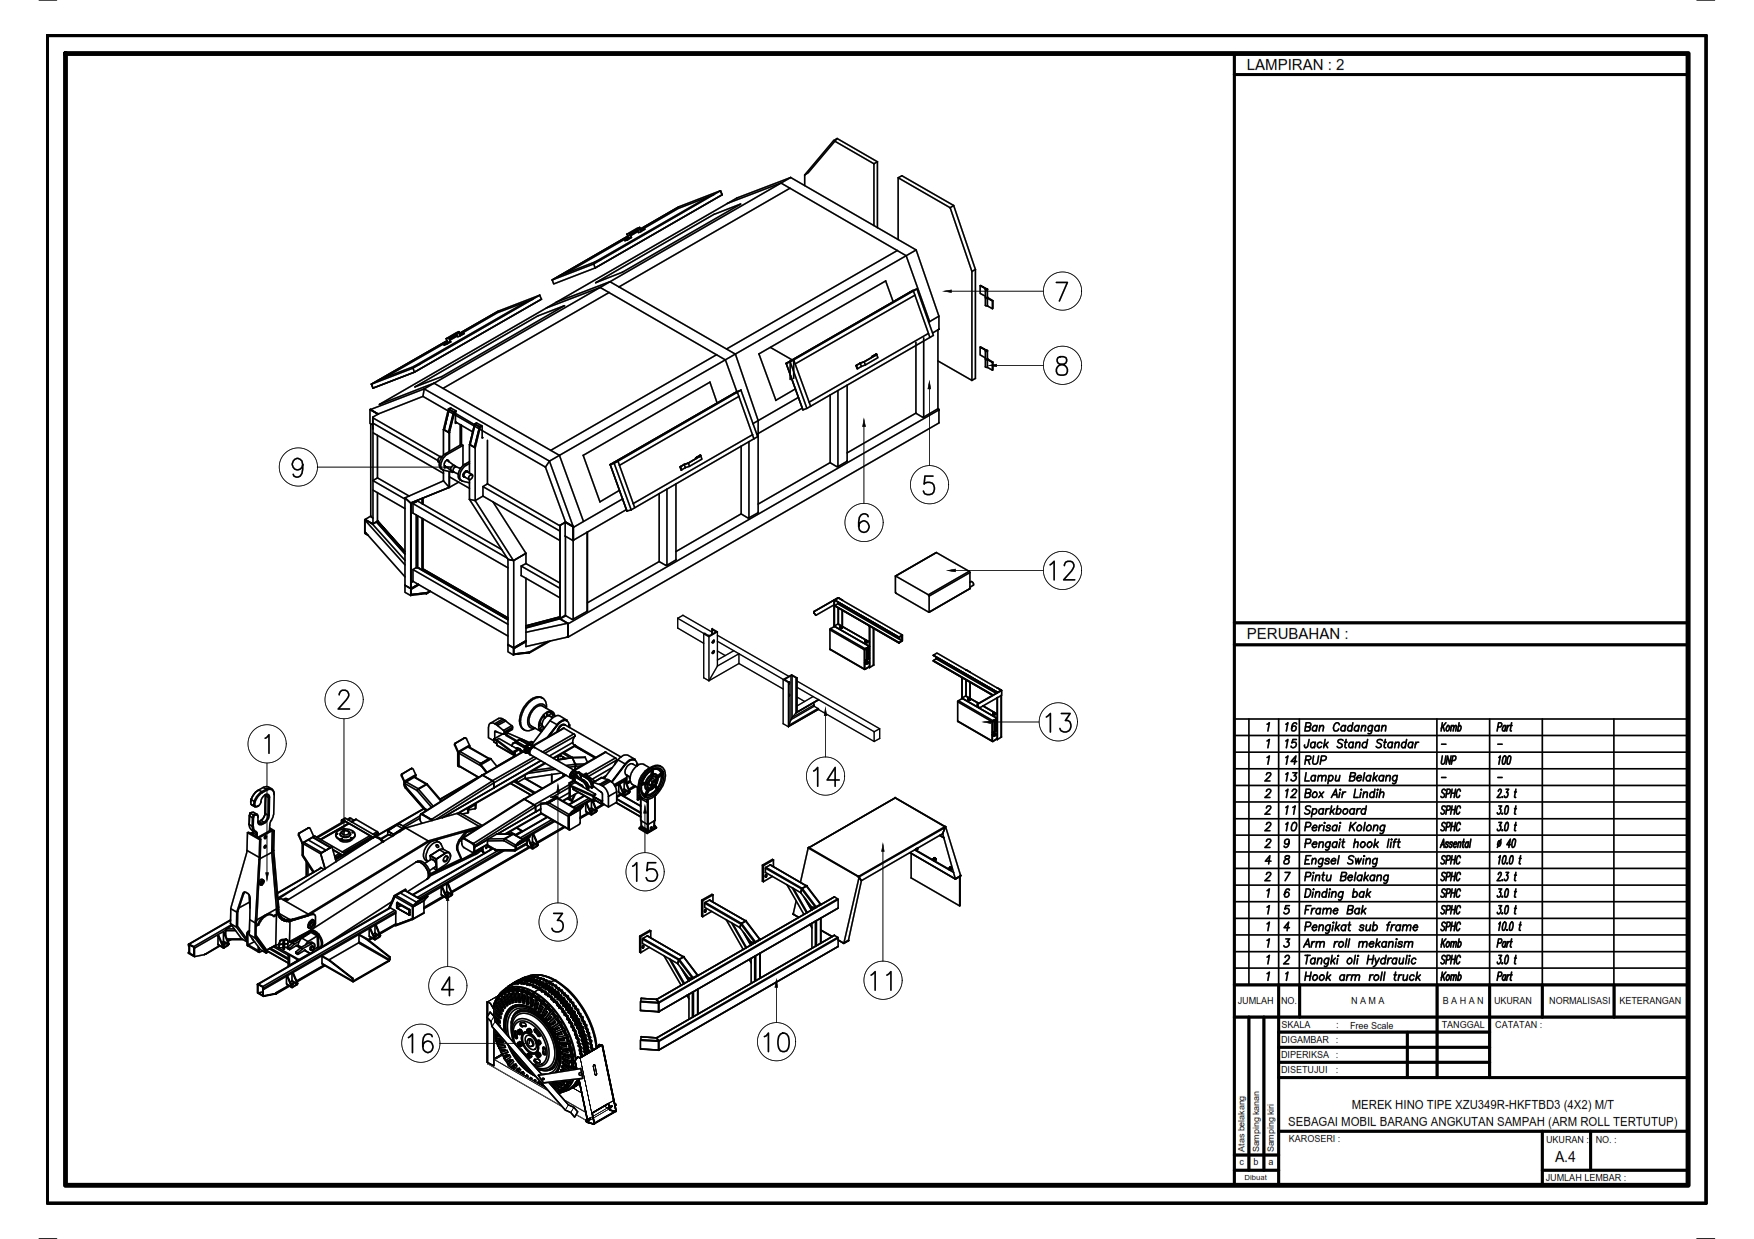 LAMPIRAN : 2
7
8
9
5
6
12
2
13
1
14
15
3
11
4
16
10
PERUBAHAN :
1 16 Ban Cadangan Komb Part
1 15 Jack Stand Standar - -
1 14 RUP UNP 100
2 13 Lampu Belakang - -
2 12 Box Air Lindih SPHC 2.3 t
2 11 Sparkboard SPHC 3.0 t
2 10 Perisai Kolong SPHC 3.0 t
2 9 Pengait hook lift Assental ø 40
4 8 Engsel Swing SPHC 10.0 t
2 7 Pintu Belakang SPHC 2.3 t
1 6 Dinding bak SPHC 3.0 t
1 5 Frame Bak SPHC 3.0 t
1 4 Pengikat sub frame SPHC 10.0 t
1 3 Arm roll mekanism Komb Part
1 2 Tangki oli Hydraulic SPHC 3.0 t
1 1 Hook arm roll truck Komb Part
JUMLAH NO. N A M A B A H A N UKURAN NORMALISASI KETERANGAN
SKALA : Free Scale TANGGAL CATATAN :
DIGAMBAR :
DIPERIKSA :
DISETUJUI :
Atas belakang
Samping kanan
Samping kiri
MEREK HINO TIPE XZU349R-HKFTBD3 (4X2) M/T
SEBAGAI MOBIL BARANG ANGKUTAN SAMPAH (ARM ROLL TERTUTUP)
KAROSERI :
UKURAN : NO. :
A.4
c b a
Dibuat
JUMLAH LEMBAR :